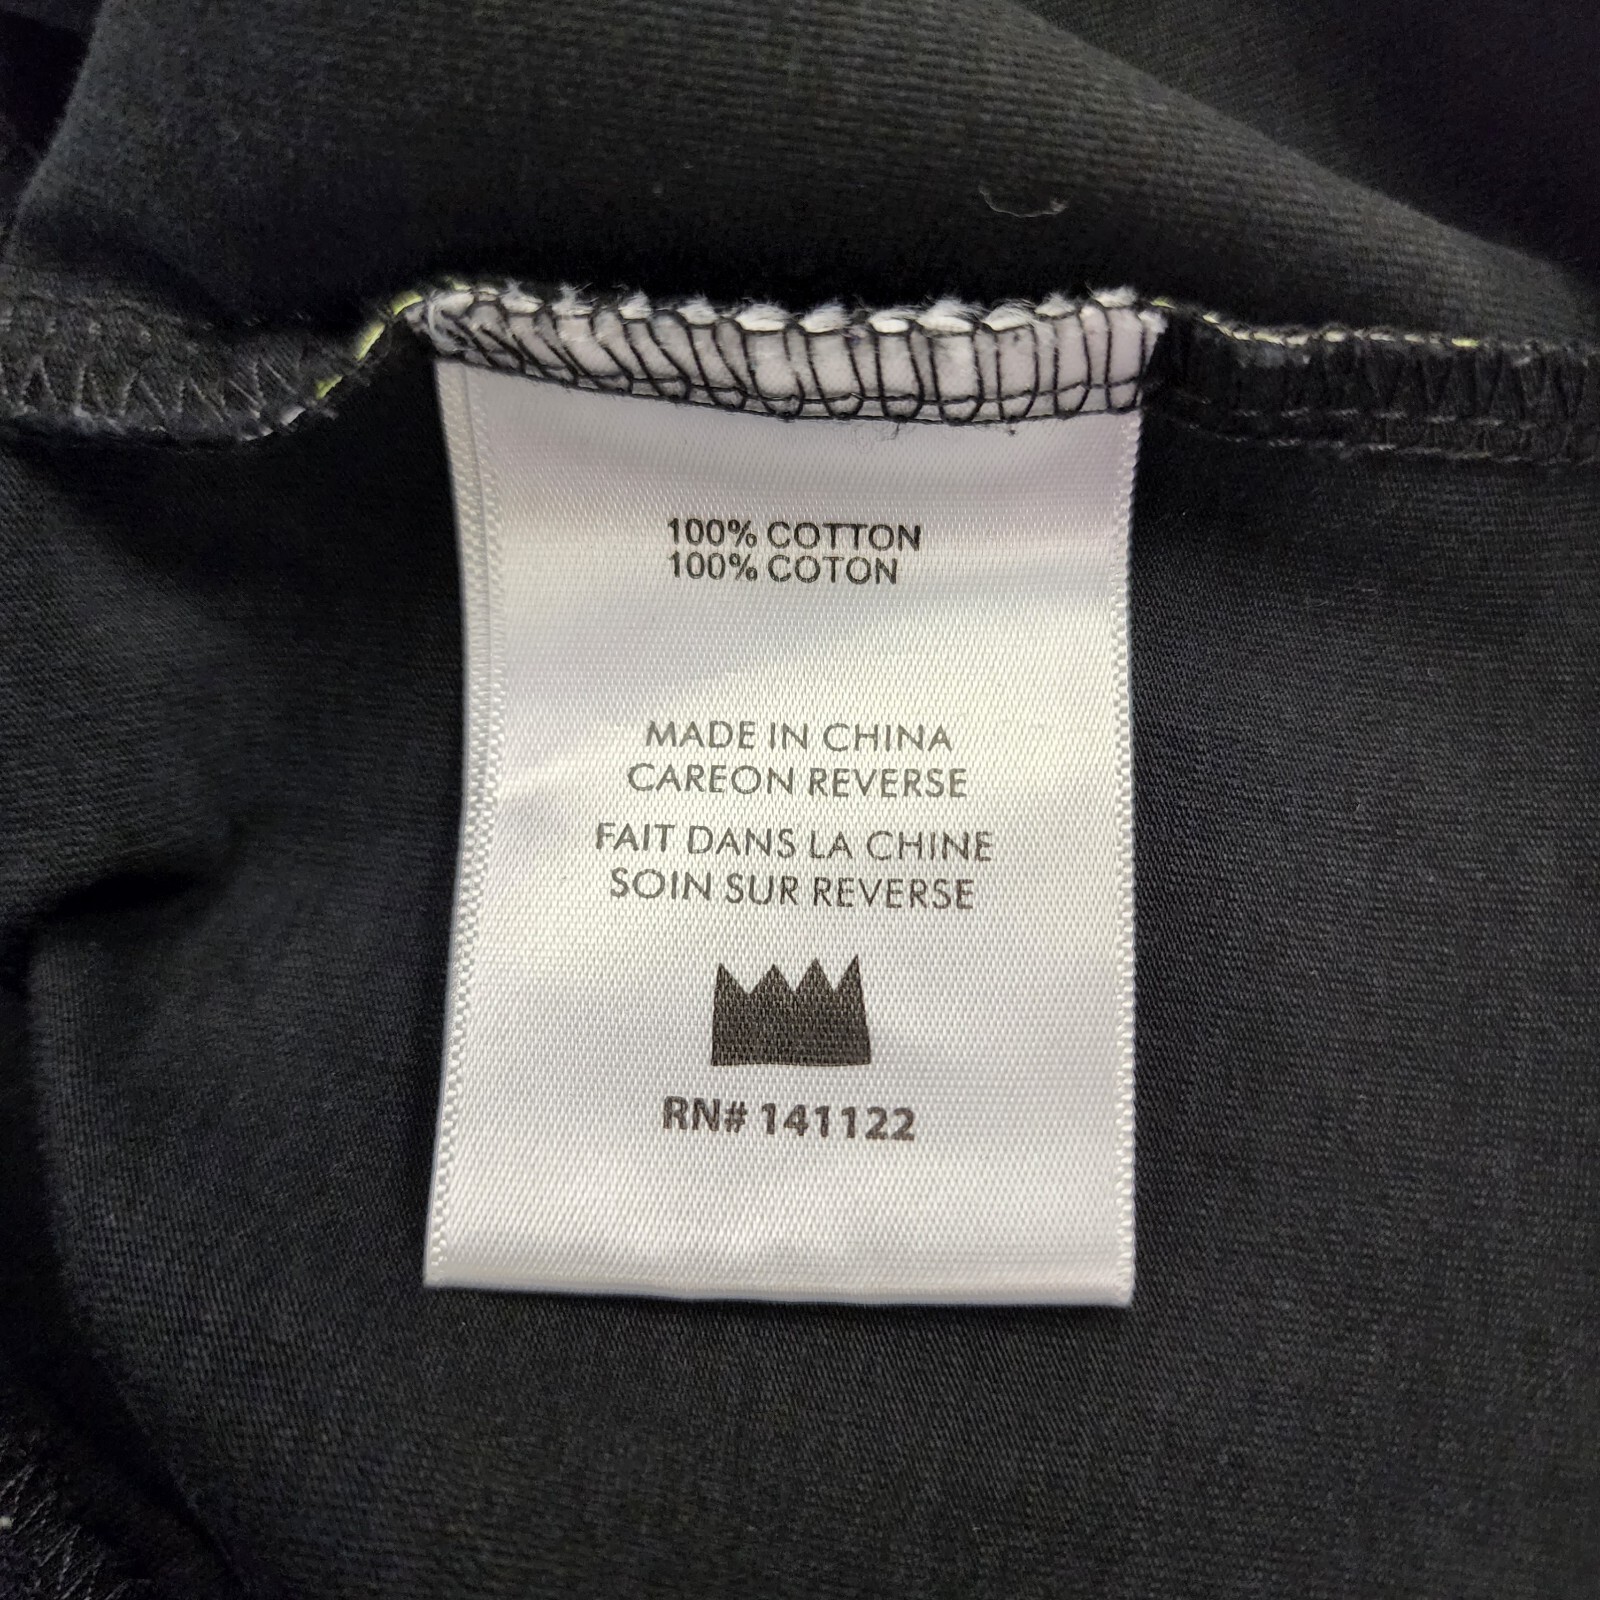 100% COTTON
100% COTON
MADE IN CHINA
CAREON REVERSE
FAIT DANS LA CHINE
SOIN SUR REVERSE
RN# 141122